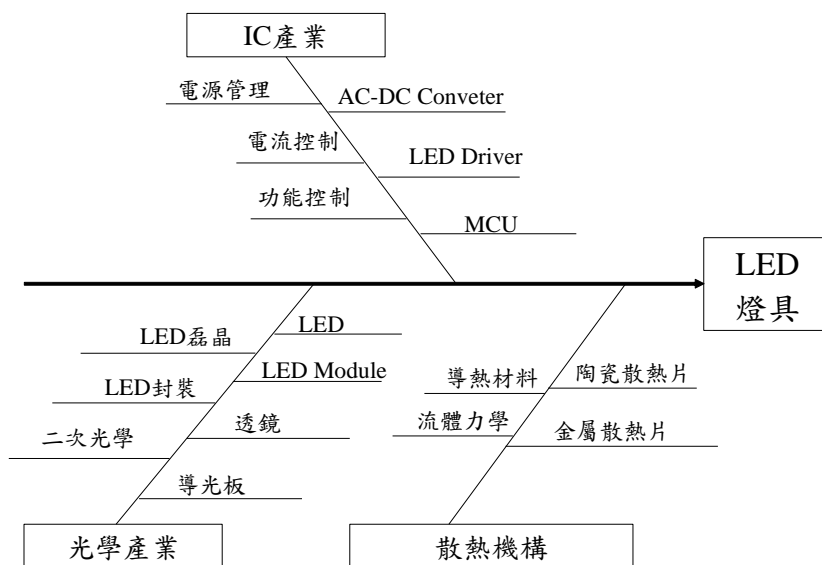 IC產業
電源管理
AC-DC Conveter
電流控制
LED Driver
功能控制
MCU
LED
燈具
LED磊晶
LED
LED封裝
LED Module
二次光學
透鏡
導光板
導熱材料
陶瓷散熱片
流體力學
金屬散熱片
光學產業
散熱機構